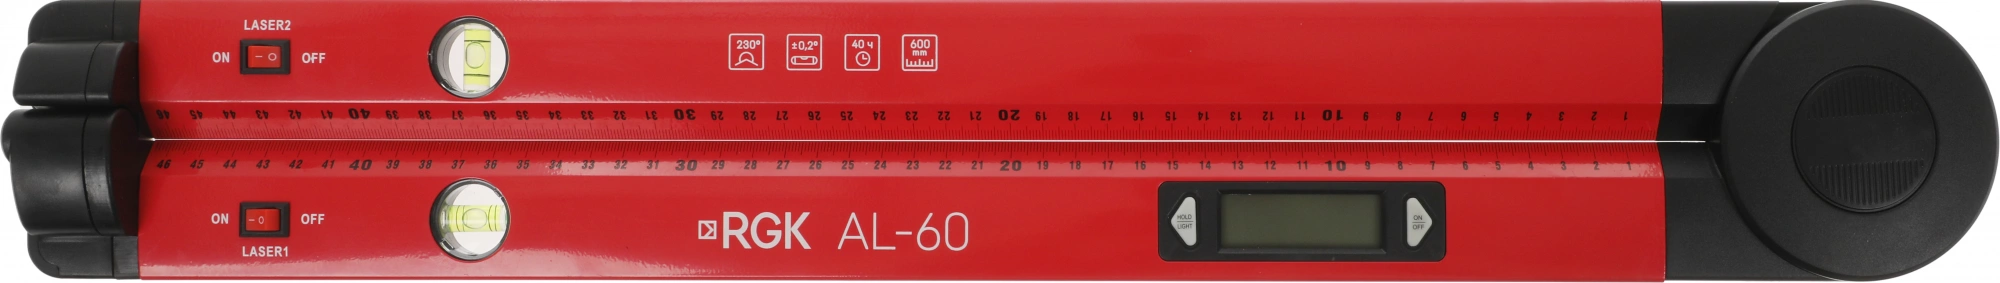 LASER2
ON OFF
230° ±0,2° 40 ч 600 mm
46 45 44 43 42 41 40 39 38 37 36 35 34 33 32 31 30 29 28 27 26 25 24 23 22 21 20 19 18 17 16 15 14 13 12 11 10 9 8 7 6 5 4 3 2 1
46 45 44 43 42 41 40 39 38 37 36 35 34 33 32 31 30 29 28 27 26 25 24 23 22 21 20 19 18 17 16 15 14 13 12 11 10 9 8 7 6 5 4 3 2 1
ON OFF
LASER1
RGK AL-60
HOLD
LIGHT
ON
OFF